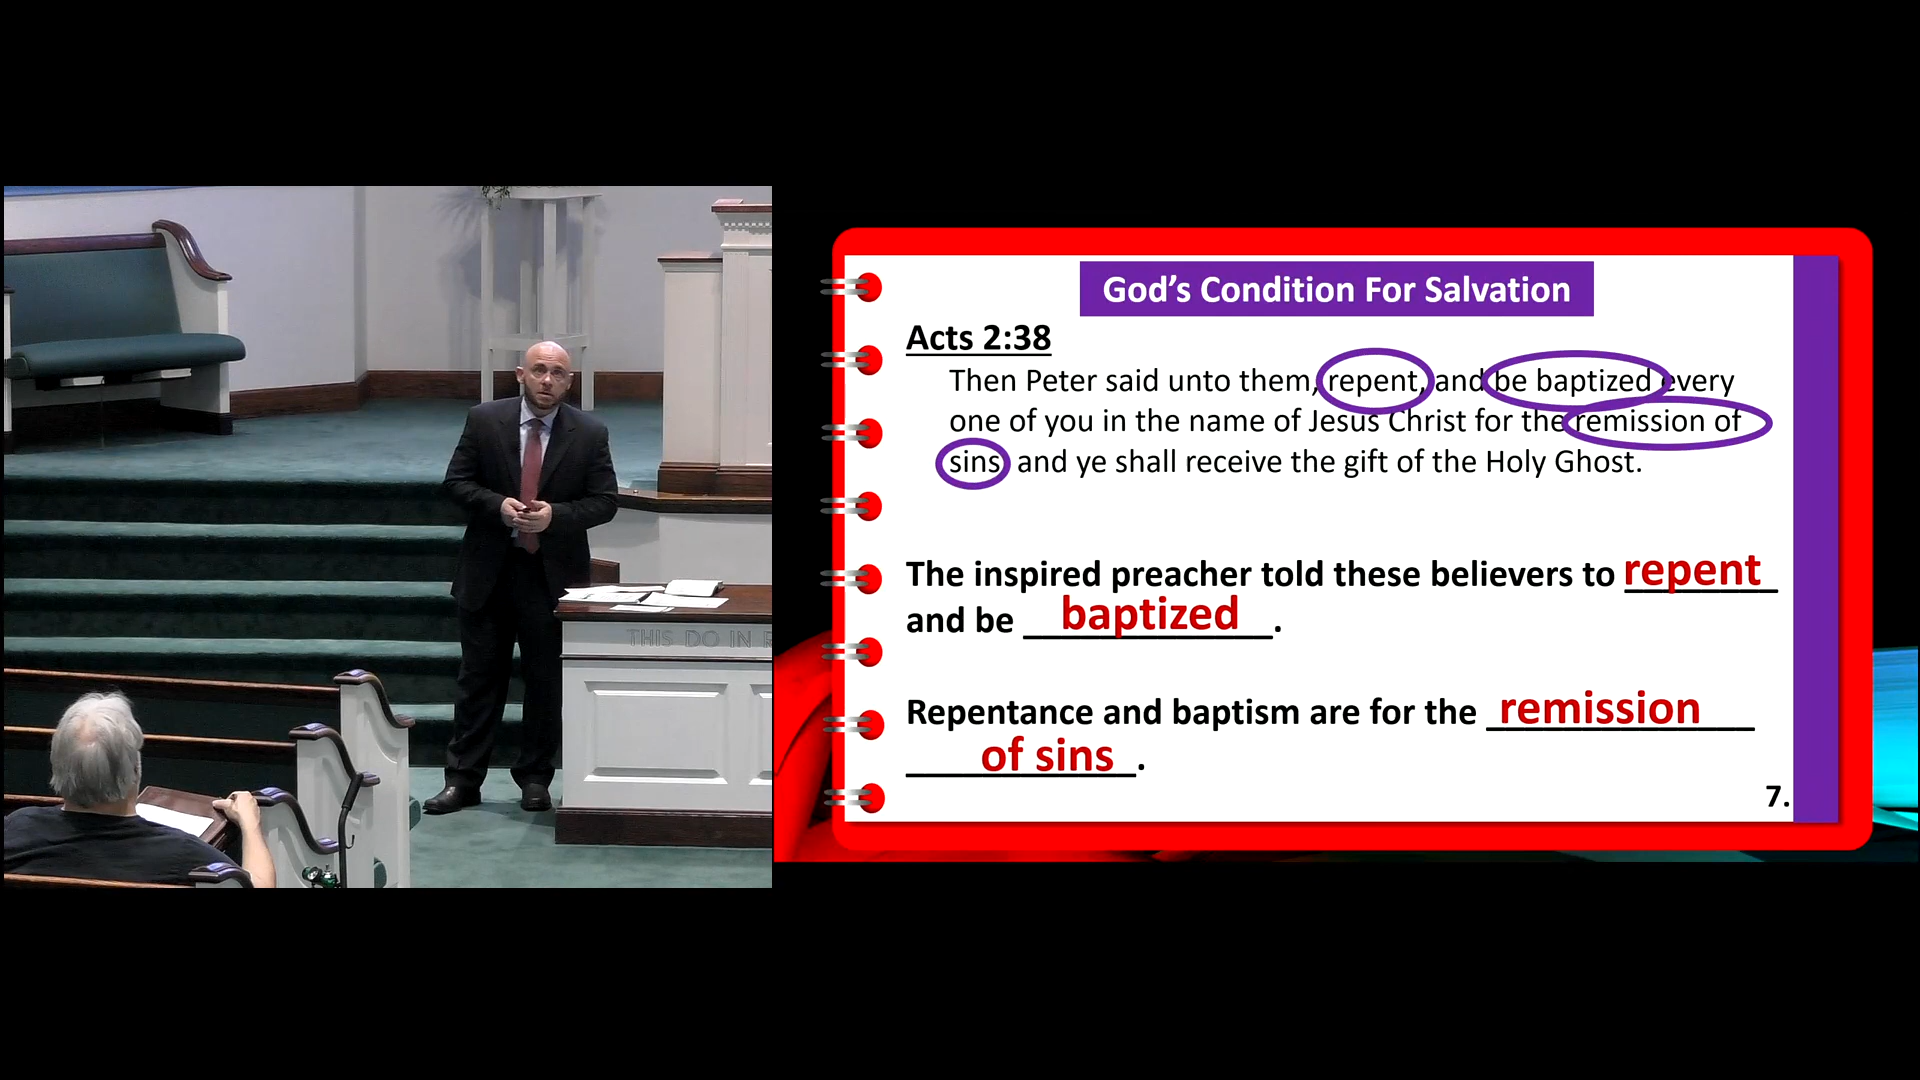 THIS DO IN
God's Condition For Salvation
Acts 2:38
Then Peter said unto them, repent, and be baptized every
one of you in the name of Jesus Christ for the remission of
sins, and ye shall receive the gift of the Holy Ghost.
The inspired preacher told these believers to repent
and be baptized.
Repentance and baptism are for the remission
of sins.
7.